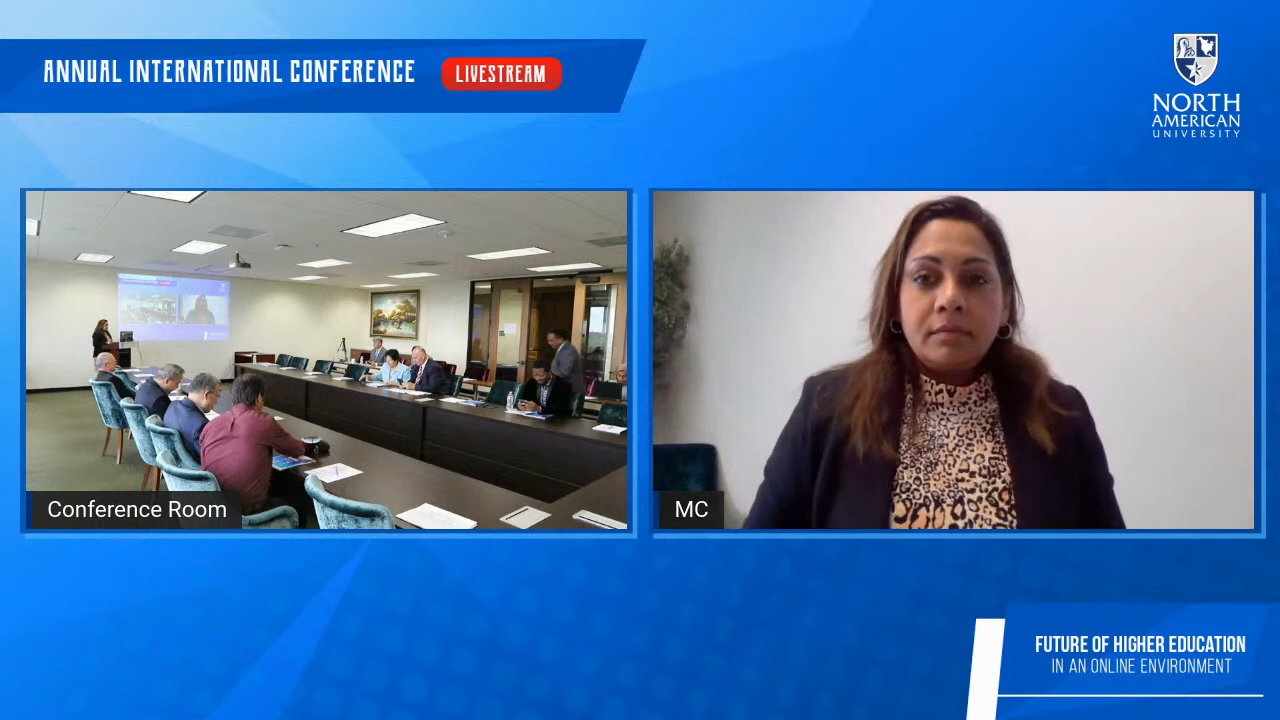 ANNUAL INTERNATIONAL CONFERENCE
LIVESTREAM
NORTH
AMERICAN
UNIVERSITY
Conference Room
MC
FUTURE OF HIGHER EDUCATION
IN AN ONLINE ENVIRONMENT